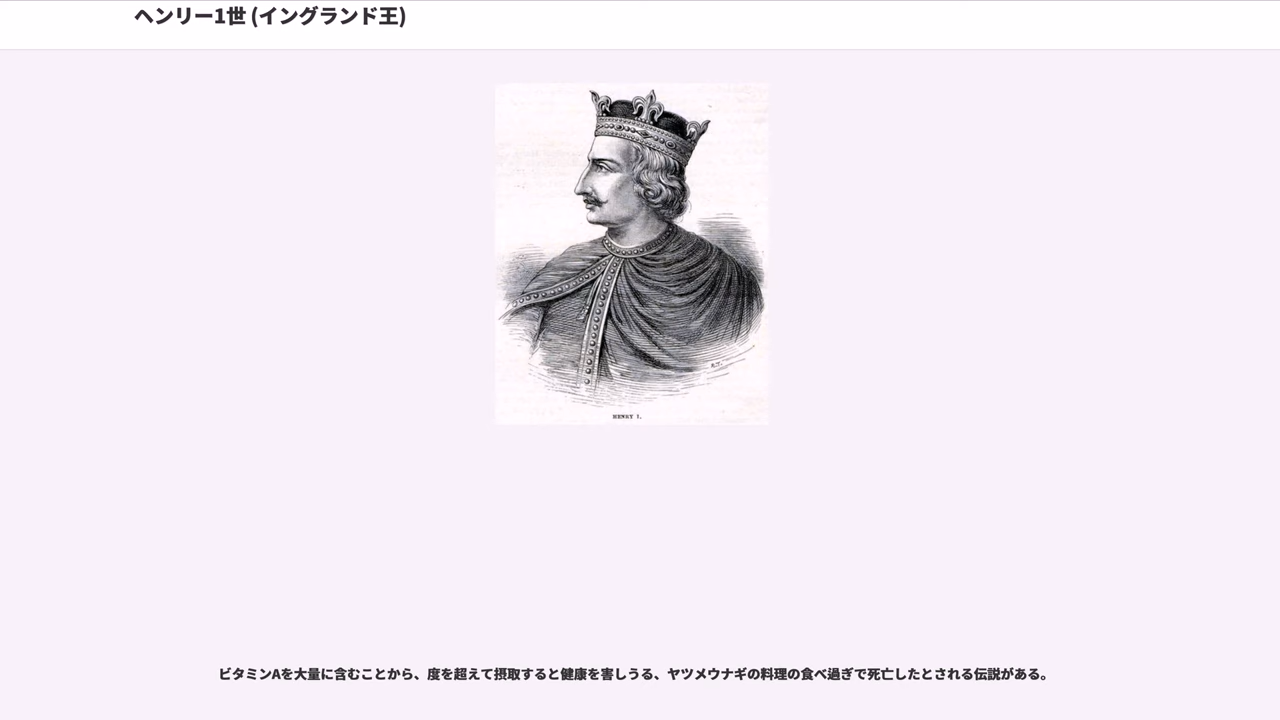 ヘンリー1世 (イングランド王)
HENRY I.
ビタミンAを大量に含むことから、度を超えて摂取すると健康を害しうる、ヤツメウナギの料理の食べ過ぎで死亡したとされる伝説がある。